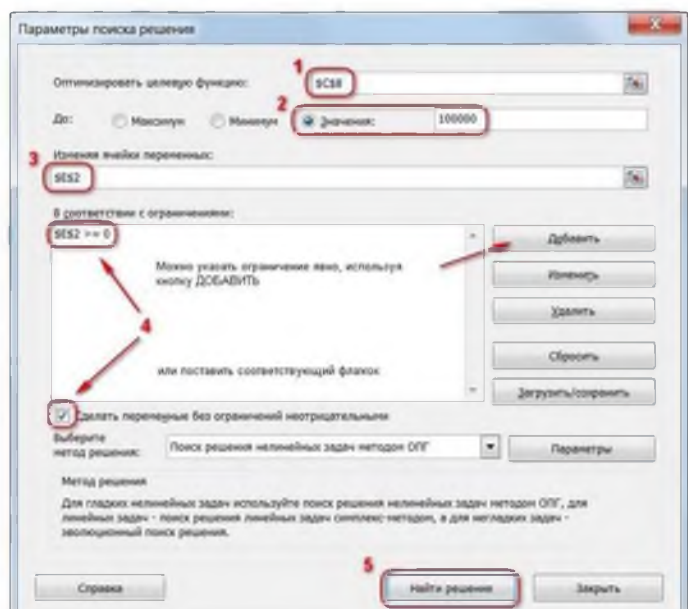 Параметры поиска решения
1
Оптимизировать целевую функцию: $C$8
2
До: Максимум Минимум Значения: 100000
3
Изменяя ячейки переменных:
$E$2
В соответствии с ограничениями:
$E$2 >= 0
Добавить
Можно указать ограничение явно, используя
кнопку ДОБАВИТЬ
Изменить
4
Удалить
или поставить соответствующий флажок
Сбросить
Загрузить/сохранить
Сделать переменные без ограничений неотрицательными
Выберите
метод решения:
Поиск решения нелинейных задач методом ОПГ
Параметры
Метод решения
Для гладких нелинейных задач используйте поиск решения нелинейных задач методом ОПГ, для
линейных задач - поиск решения линейных задач симплекс-методом, а для негладких задач -
эволюционный поиск решения.
5
Справка Найти решение Закрыть